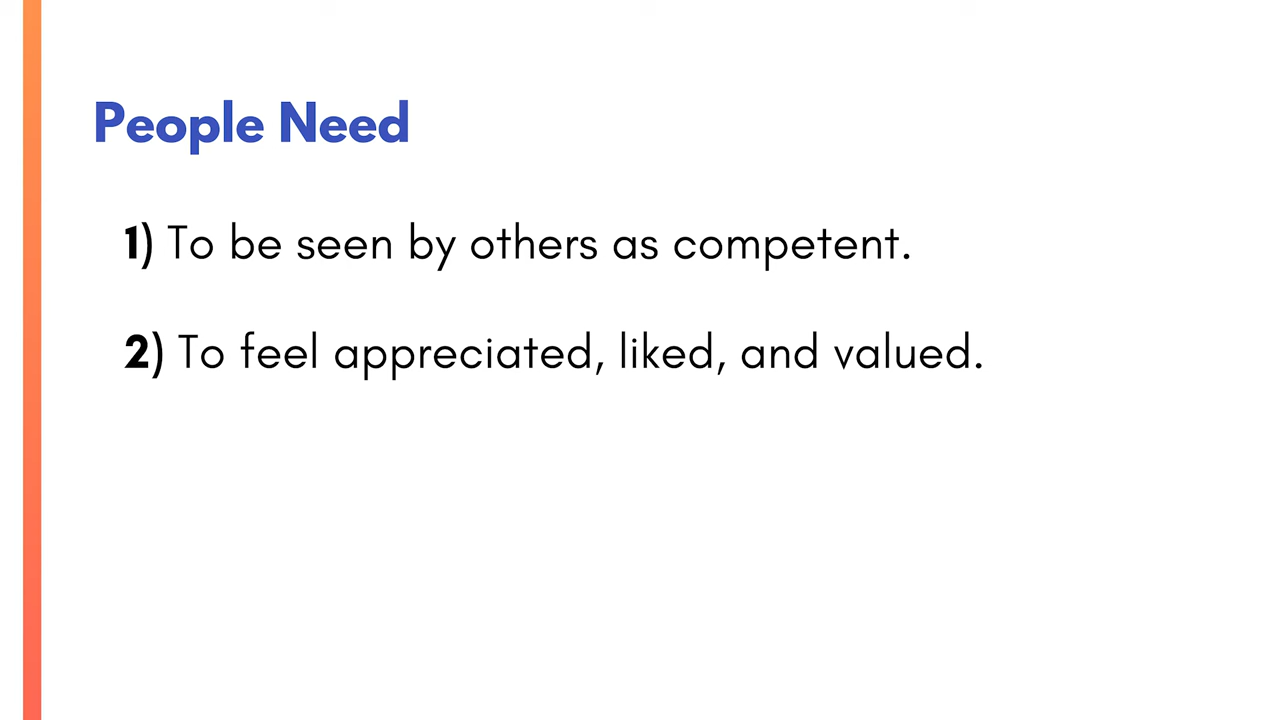 People Need
1) To be seen by others as competent.
2) To feel appreciated, liked, and valued.